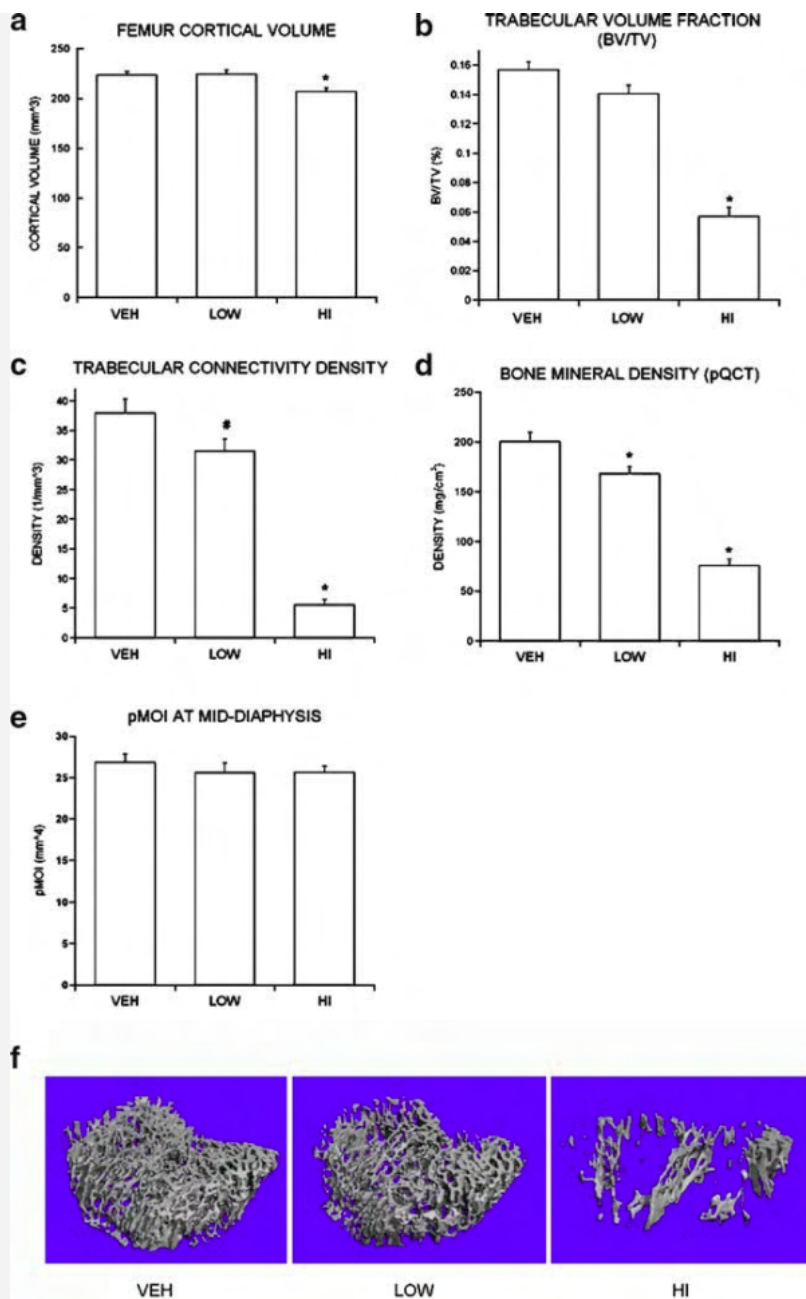 a
FEMUR CORTICAL VOLUME
CORTICAL VOLUME (mm^3)
250
200
150
100
50
0
*
VEH LOW HI
b
TRABECULAR VOLUME FRACTION
(BV/TV)
BV/TV (%)
0.16
0.14
0.12
0.1
0.08
0.06
0.04
0.02
0
*
VEH LOW HI
c
TRABECULAR CONNECTIVITY DENSITY
DENSITY (1/mm^3)
40
35
30
25
20
15
10
5
0
#
*
VEH LOW HI
d
BONE MINERAL DENSITY (pQCT)
DENSITY (mg/cm³)
250
200
150
100
50
0
*
*
VEH LOW HI
e
pMOI AT MID-DIAPHYSIS
pMOI (mm^4)
30
25
20
15
10
5
0
VEH LOW HI
f
VEH LOW HI